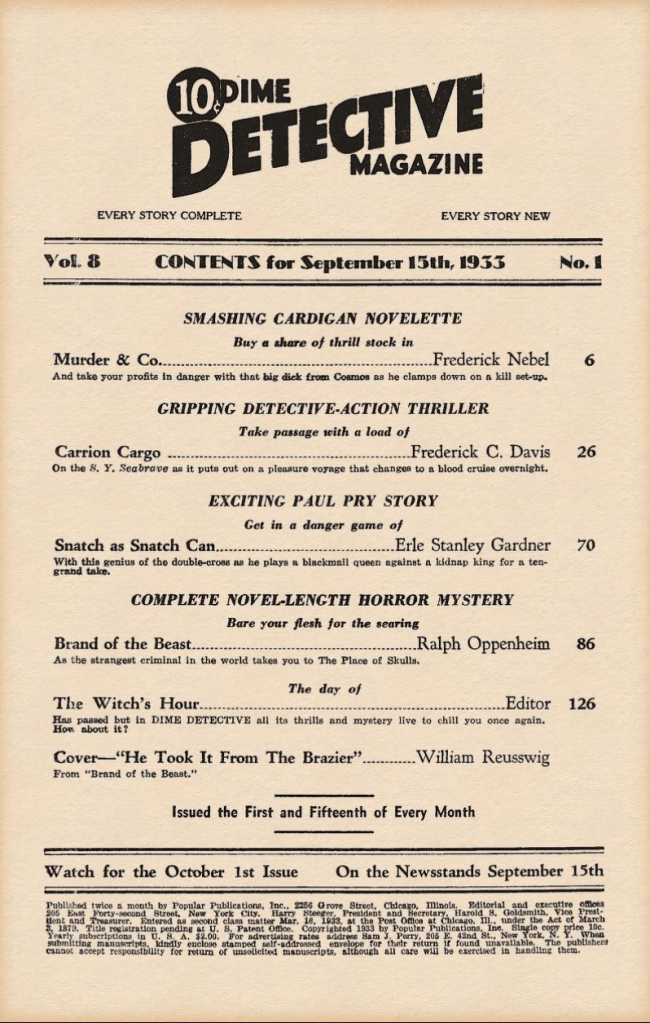 10¢ DIME
DETECTIVE
MAGAZINE
EVERY STORY COMPLETE EVERY STORY NEW
Vol. 8 CONTENTS for September 15th, 1933 No. 1
SMASHING CARDIGAN NOVELETTE
Buy a share of thrill stock in
Murder & Co. Frederick Nebel 6
And take your profits in danger with that big dick from Cosmos as he clamps down on a kill set-up.
GRIPPING DETECTIVE-ACTION THRILLER
Take passage with a load of
Carrion Cargo Frederick C. Davis 26
On the S. Y. Seabrave as it puts out on a pleasure voyage that changes to a blood cruise overnight.
EXCITING PAUL PRY STORY
Get in a danger game of
Snatch as Snatch Can Erle Stanley Gardner 70
With this genius of the double-cross as he plays a blackmail queen against a kidnap king for a ten-
grand take.
COMPLETE NOVEL-LENGTH HORROR MYSTERY
Bare your flesh for the searing
Brand of the Beast Ralph Oppenheim 86
As the strangest criminal in the world takes you to The Place of Skulls.
The day of
The Witch's Hour Editor 126
Has passed but in DIME DETECTIVE all its thrills and mystery live to chill you once again.
How about it?
Cover—"He Took It From The Brazier" William Reusswig
From "Brand of the Beast."
Issued the First and Fifteenth of Every Month
Watch for the October 1st Issue On the Newsstands September 15th
Published twice a month by Popular Publications, Inc., 2256 Grove Street, Chicago, Illinois. Editorial and executive offices
205 East Forty-second Street, New York City. Harry Steeger, President and Secretary, Harold S. Goldsmith, Vice Presi-
dent and Treasurer. Entered as second class matter Mar. 16, 1933, at the Post Office at Chicago, Ill., under the Act of March
3, 1879. Title registration pending at U. S. Patent Office. Copyrighted 1933 by Popular Publications, Inc. Single copy price 10c.
Yearly subscriptions in U. S. A. $2.00. For advertising rates address Sam J. Perry, 205 E. 42nd St., New York, N. Y. When
submitting manuscripts, kindly enclose stamped self-addressed envelope for their return if found unavailable. The publishers
cannot accept responsibility for return of unsolicited manuscripts, although all care will be exercised in handling them.